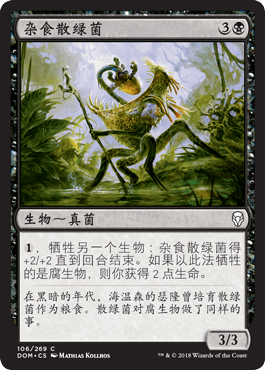 杂食散绿菌 3
生物～真菌
1，牺牲另一个生物：杂食散绿菌得
+2/+2直到回合结束。如果以此法牺牲
的是腐生物，则你获得2点生命。
在黑暗的年代，海温森的瑟隆曾培育散绿
菌作为粮食。散绿菌对腐生物做了同样的
事。
3/3
106/269 C
DOM • CS MATHIAS KOLLROS
™ & © 2018 Wizards of the Coast